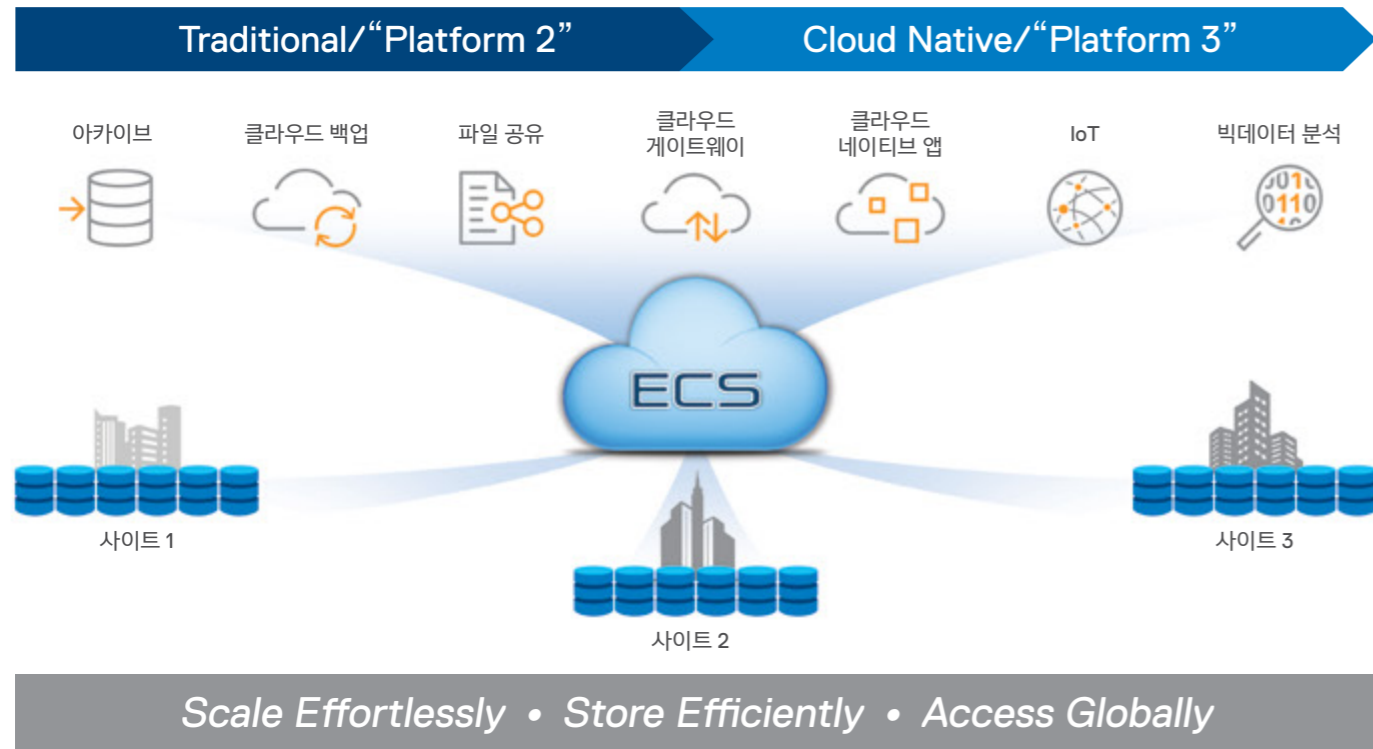 Traditional/“Platform 2”
Cloud Native/“Platform 3”
아카이브
클라우드 백업
파일 공유
클라우드
게이트웨이
클라우드
네이티브 앱
IoT
빅데이터 분석
ECS
사이트 1
사이트 2
사이트 3
Scale Effortlessly • Store Efficiently • Access Globally